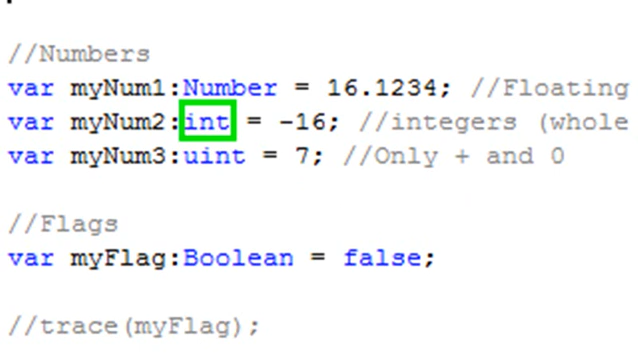 //Numbers
var myNum1:Number = 16.1234; //Floating
var myNum2:int = -16; //integers (whole
var myNum3:uint = 7; //Only + and 0
//Flags
var myFlag:Boolean = false;
//trace(myFlag);